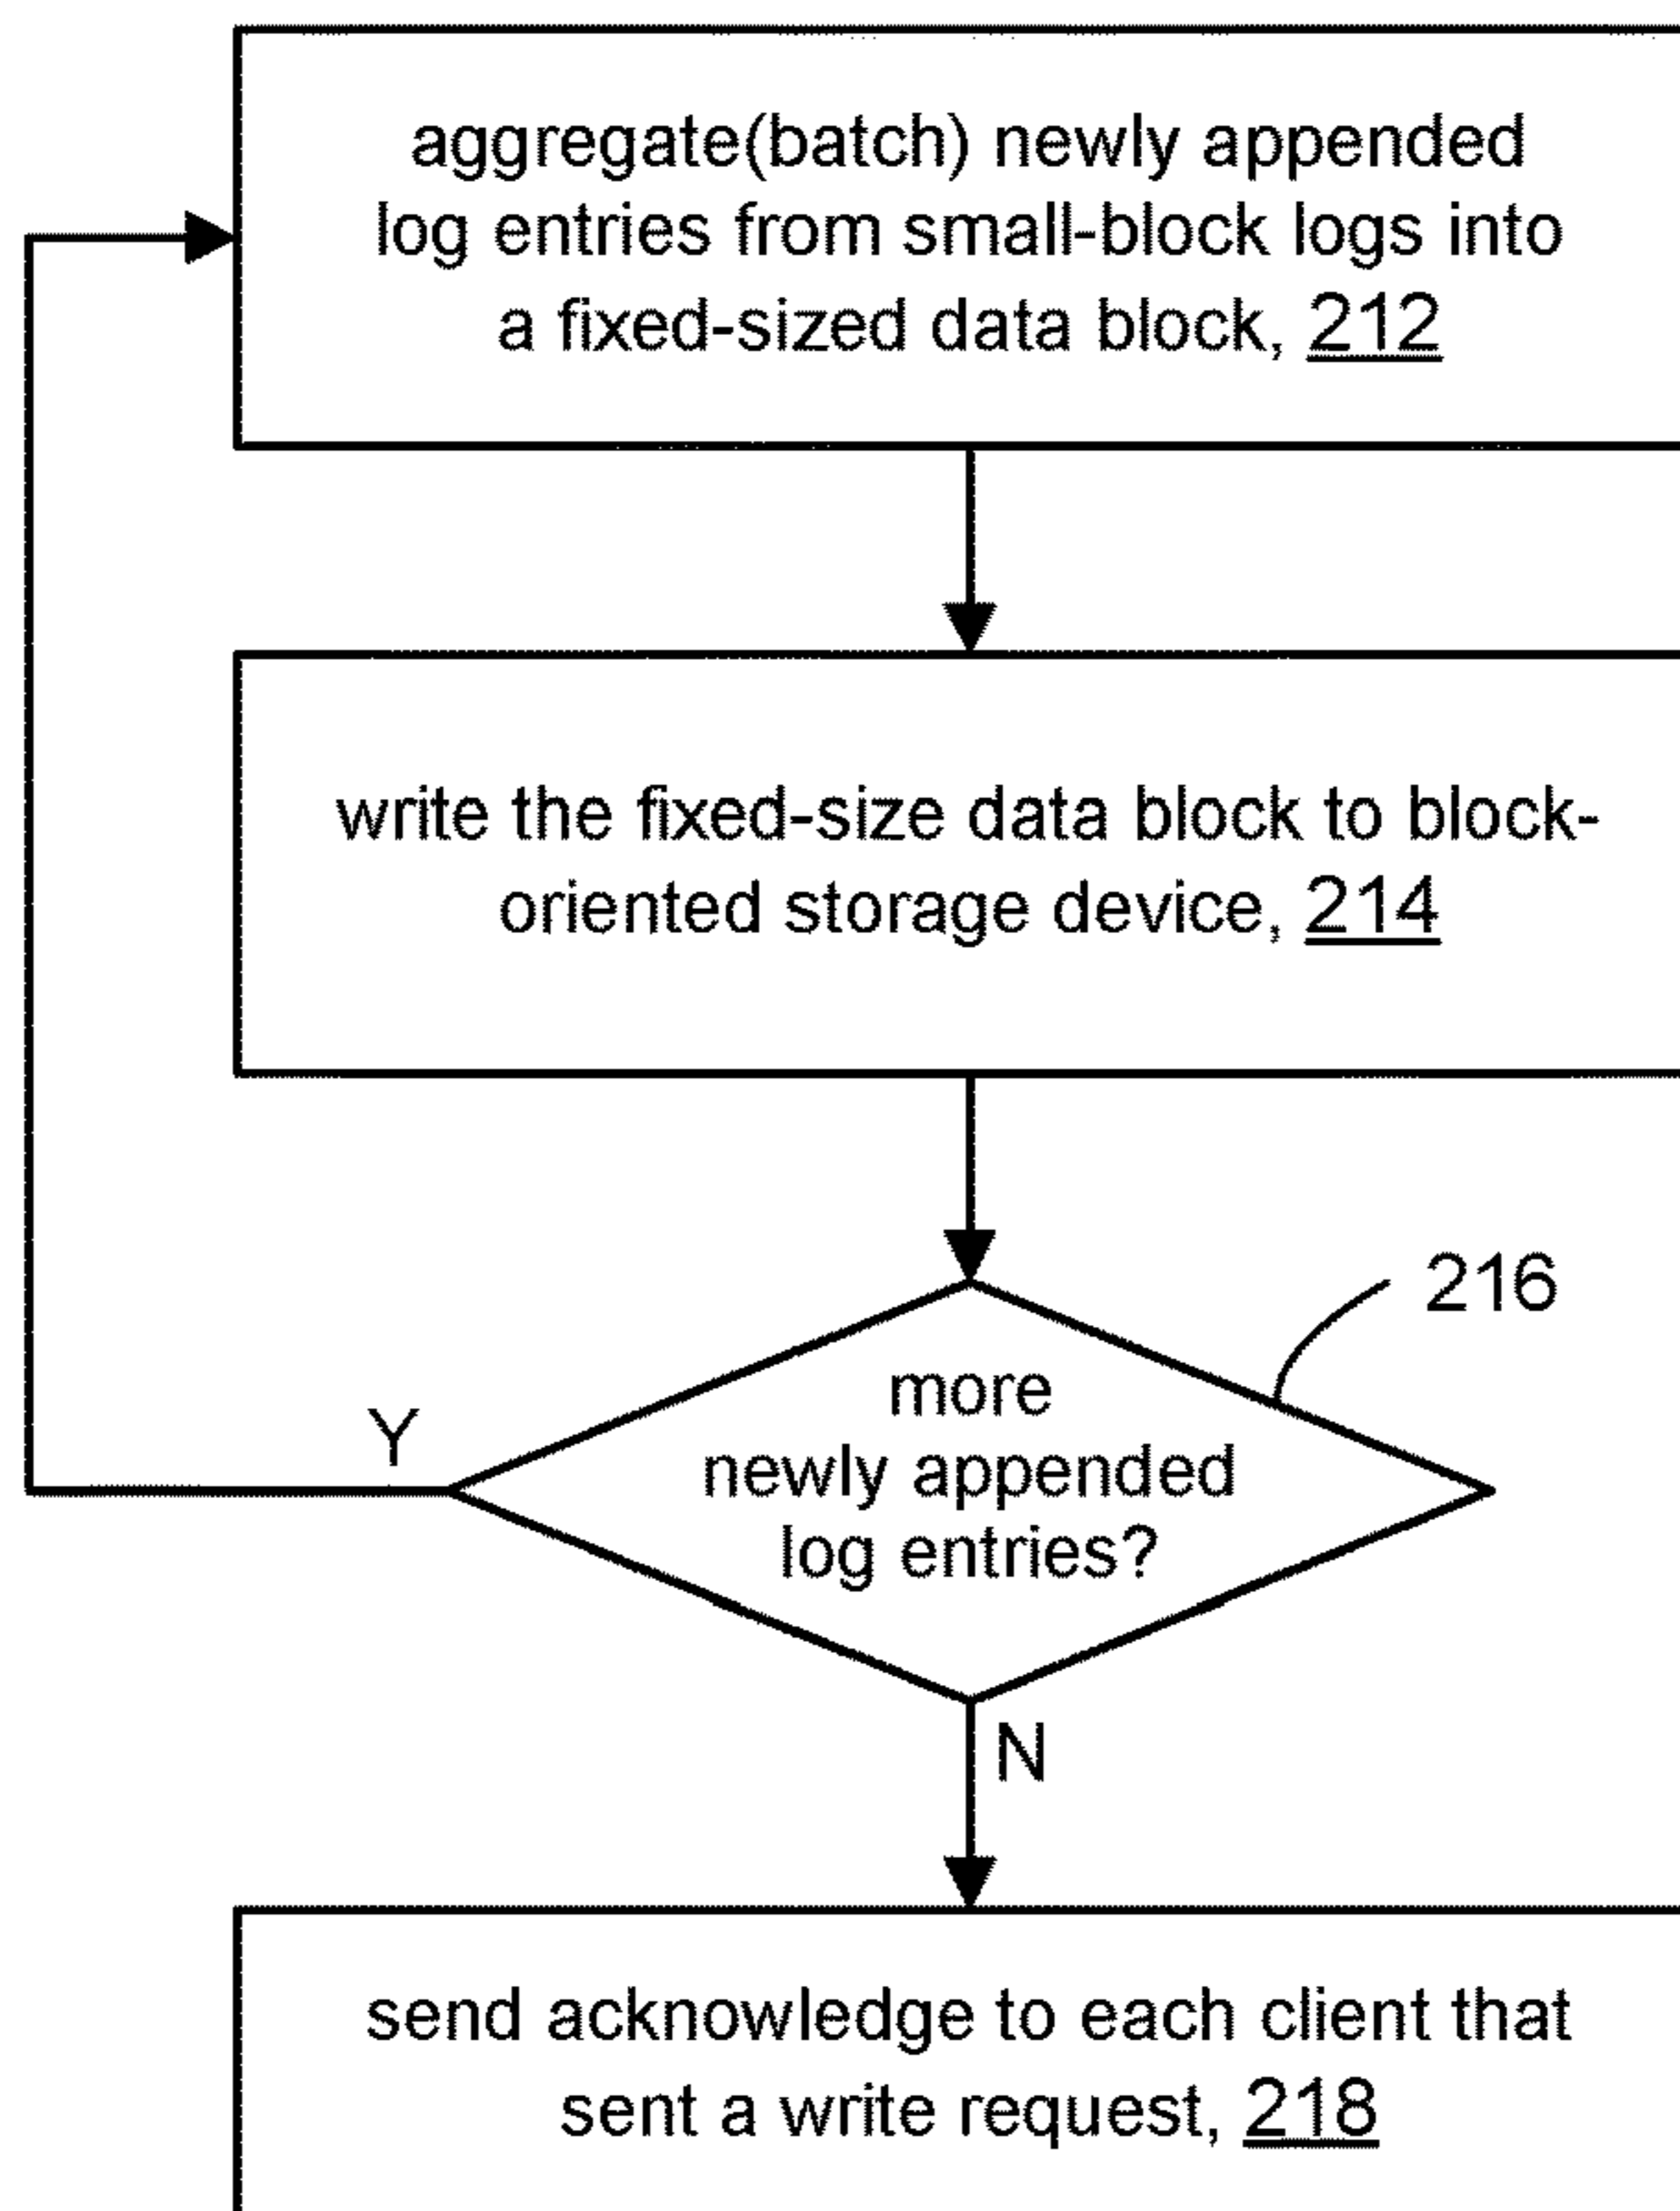 aggregate(batch) newly appended
log entries from small-block logs into
a fixed-sized data block, 212
write the fixed-size data block to block-
oriented storage device, 214
216
more
newly appended
log entries?
Y
N
send acknowledge to each client that
sent a write request, 218